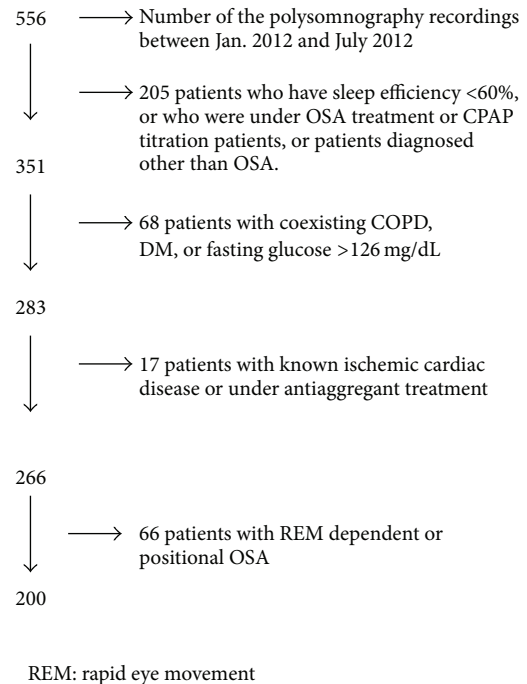 556
Number of the polysomnography recordings
between Jan. 2012 and July 2012
205 patients who have sleep efficiency <60%,
or who were under OSA treatment or CPAP
titration patients, or patients diagnosed
other than OSA.
351
68 patients with coexisting COPD,
DM, or fasting glucose >126 mg/dL
283
17 patients with known ischemic cardiac
disease or under antiaggregant treatment
266
66 patients with REM dependent or
positional OSA
200
REM: rapid eye movement